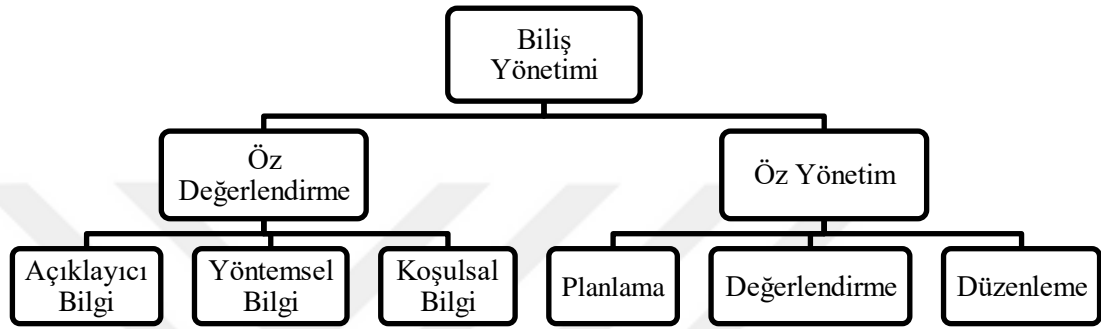 Biliş
Yönetimi
Öz
Değerlendirme
Öz Yönetim
Açıklayıcı
Bilgi
Yöntemsel
Bilgi
Koşulsal
Bilgi
Planlama
Değerlendirme
Düzenleme